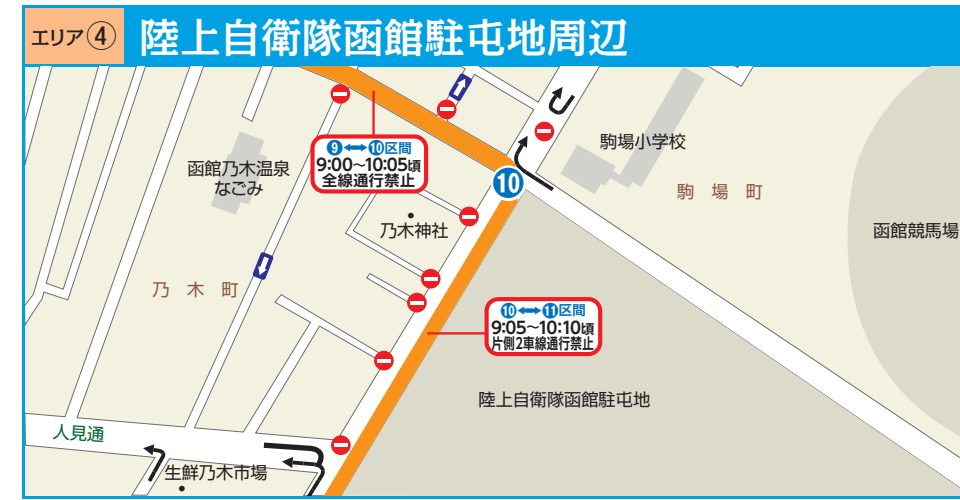 エリア④
陸上自衛隊函館駐屯地周辺
駒場小学校
⑨⟷⑩区間
9:00〜10:05頃
全線通行禁止
函館乃木温泉
なごみ
10
駒場町
乃木神社
函館競馬場
乃木町
⑩⟷⑪区間
9:05〜10:10頃
片側2車線通行禁止
陸上自衛隊函館駐屯地
人見通
生鮮乃木市場